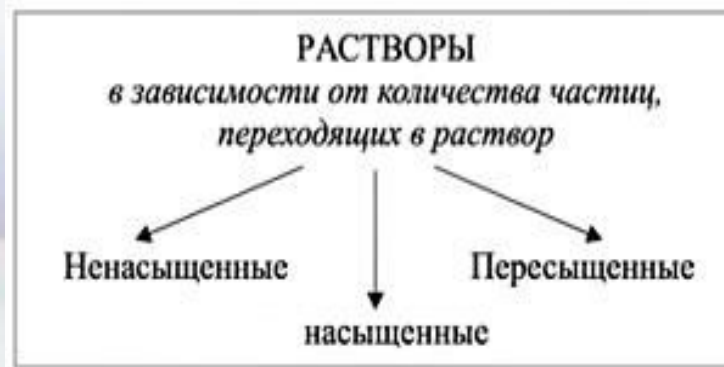 РАСТВОРЫ
в зависимости от количества частиц,
переходящих в раствор
Ненасыщенные
Пересыщенные
насыщенные